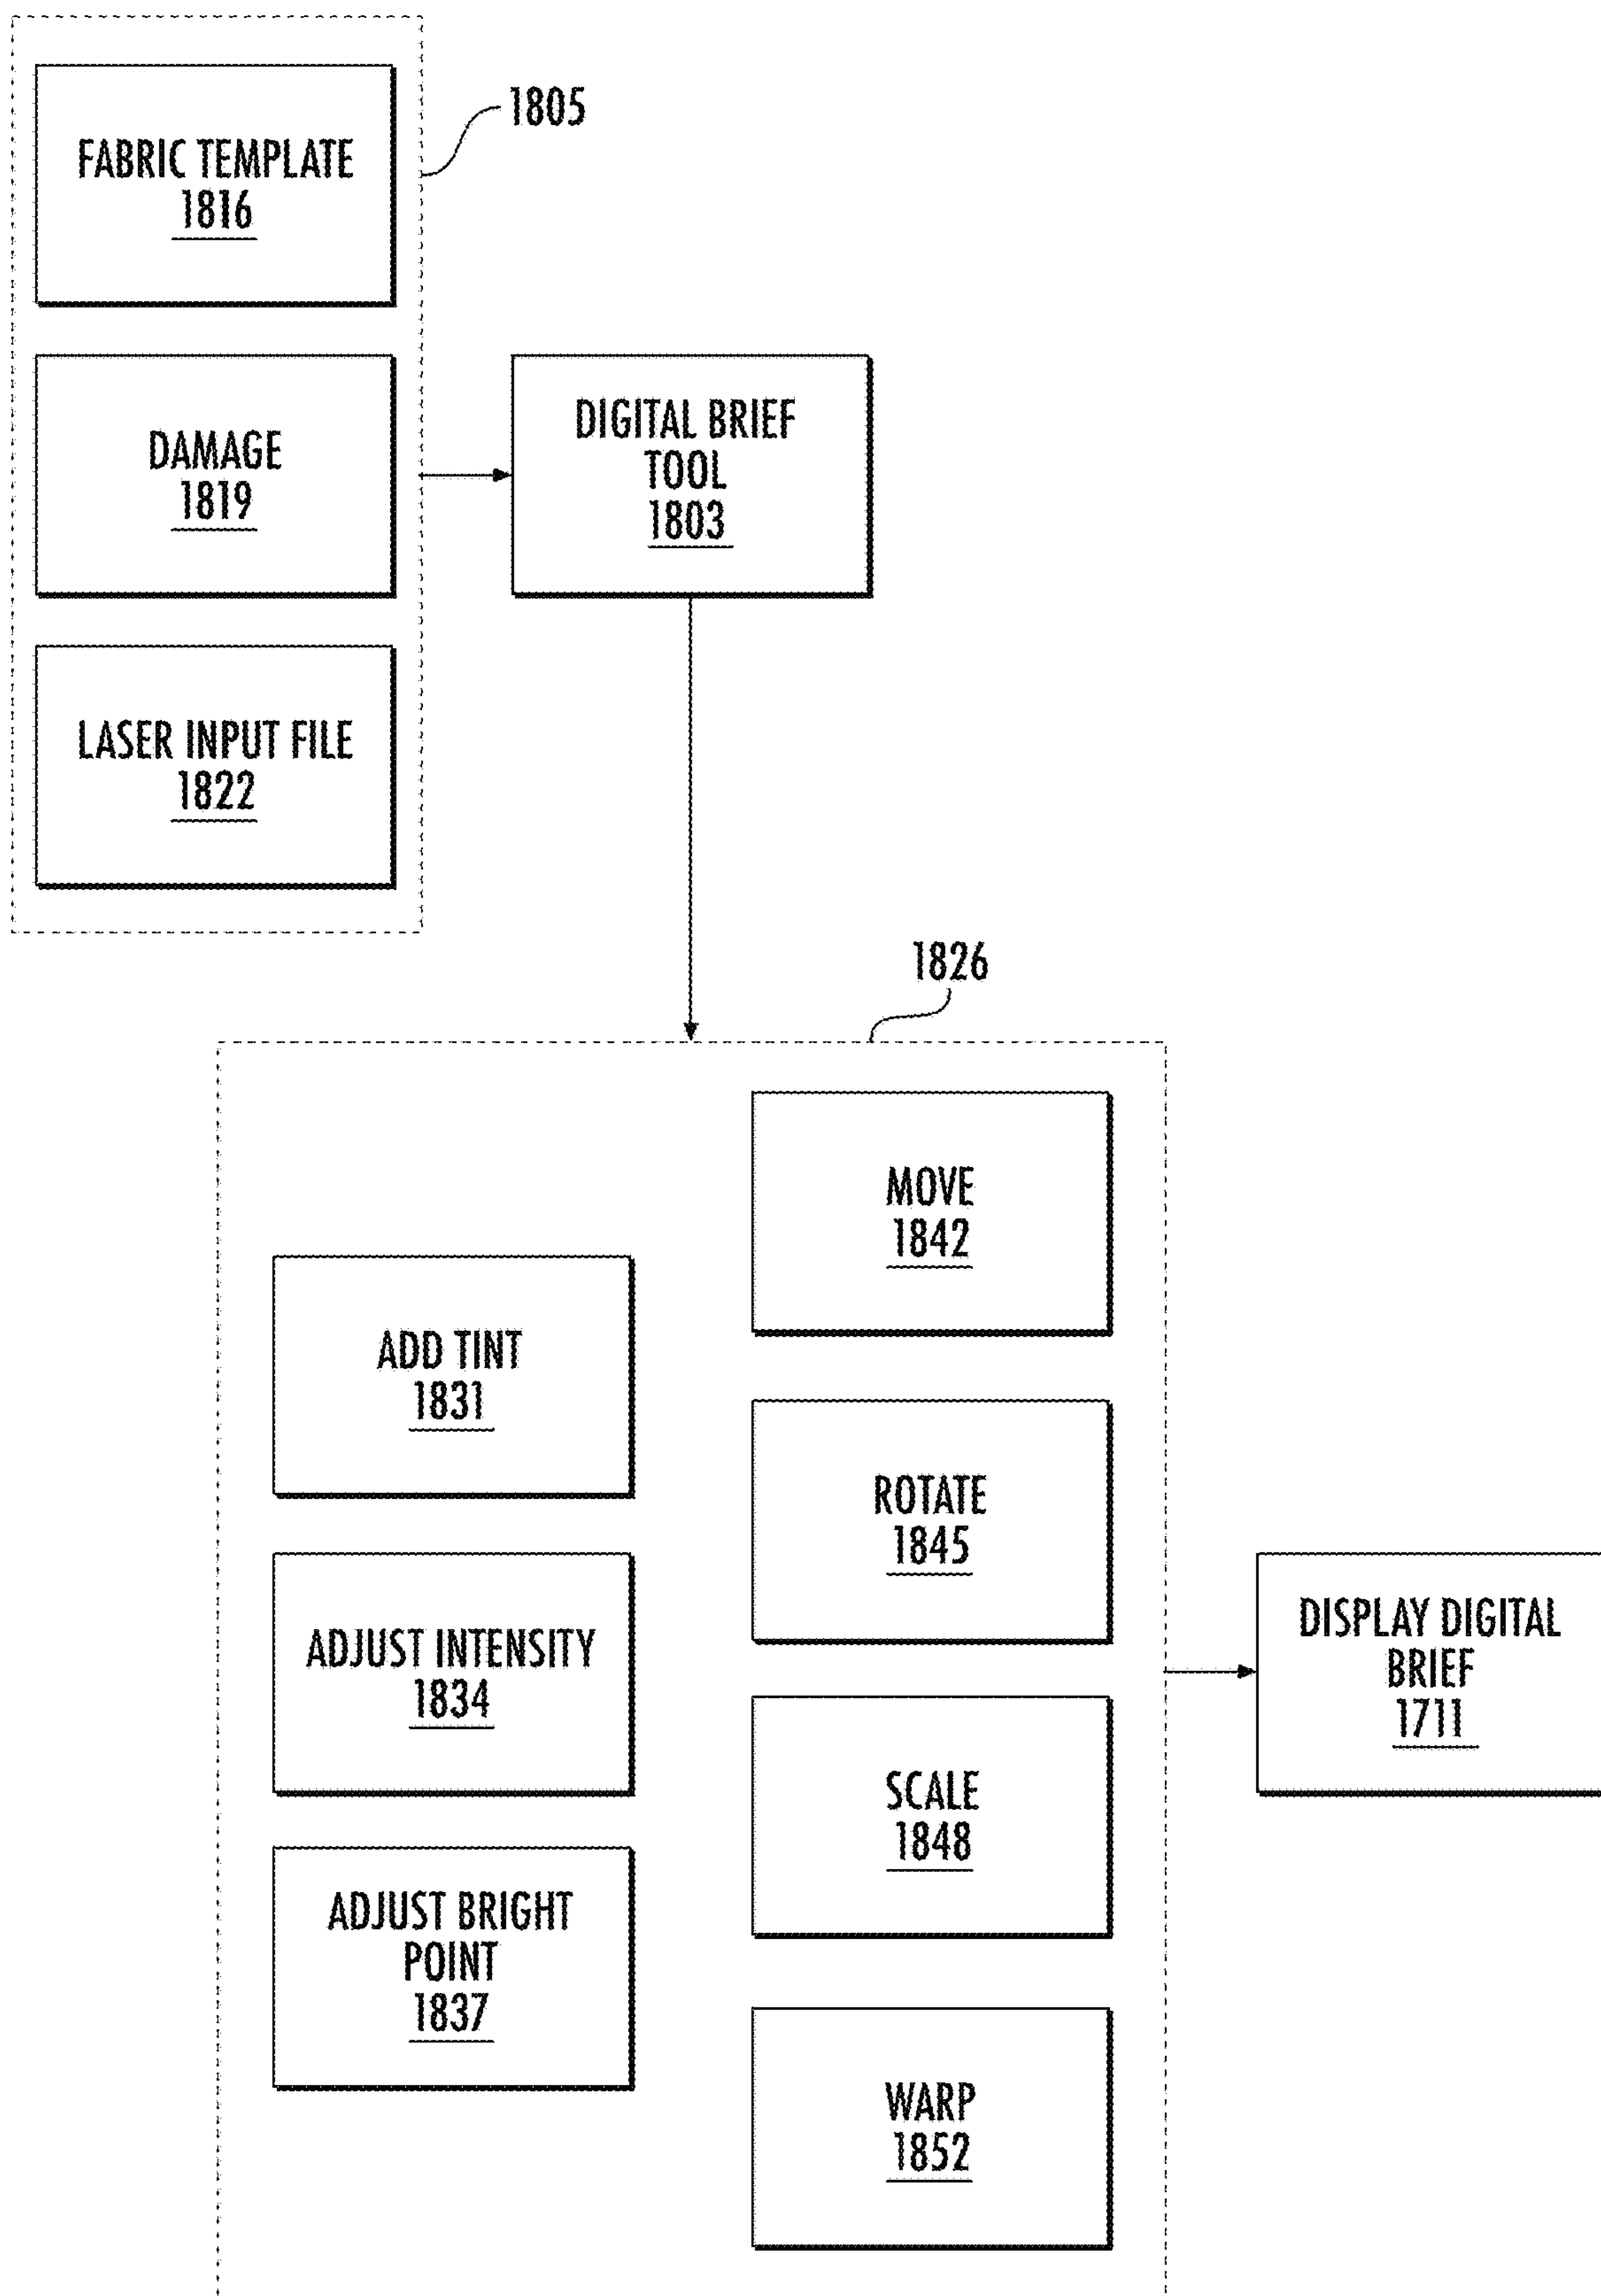 FABRIC TEMPLATE
1816
1805
DAMAGE
1819
DIGITAL BRIEF
TOOL
1803
LASER INPUT FILE
1822
1826
MOVE
1842
ADD TINT
1831
ROTATE
1845
ADJUST INTENSITY
1834
DISPLAY DIGITAL
BRIEF
1711
SCALE
1848
ADJUST BRIGHT
POINT
1837
WARP
1852